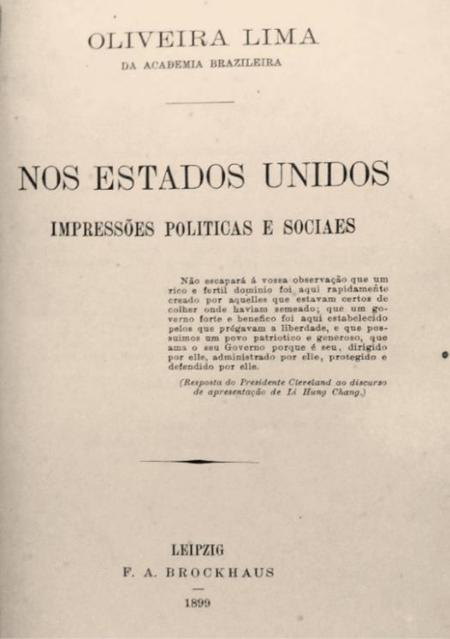 OLIVEIRA LIMA
DA ACADEMIA BRAZILEIRA
NOS ESTADOS UNIDOS
IMPRESSÕES POLITICAS E SOCIAES
Não escapará á vossa observação que um
rico e fertil dominio foi aqui rapidamente
creado por aquelles que estavam certos de
colher onde haviam semeado; que um go-
verno forte e benefico foi aqui estabelecido
pelos que prégavam a liberdade, e que pos-
suimos um povo patriotico e generoso, que
ama o seu Governo porque é seu, dirigido
por elle, administrado por elle, protegido e
defendido por elle.
(Resposta do Presidente Cleveland ao discurso
de apresentação de Li Hung Chang.)
LEIPZIG
F. A. BROCKHAUS
1899